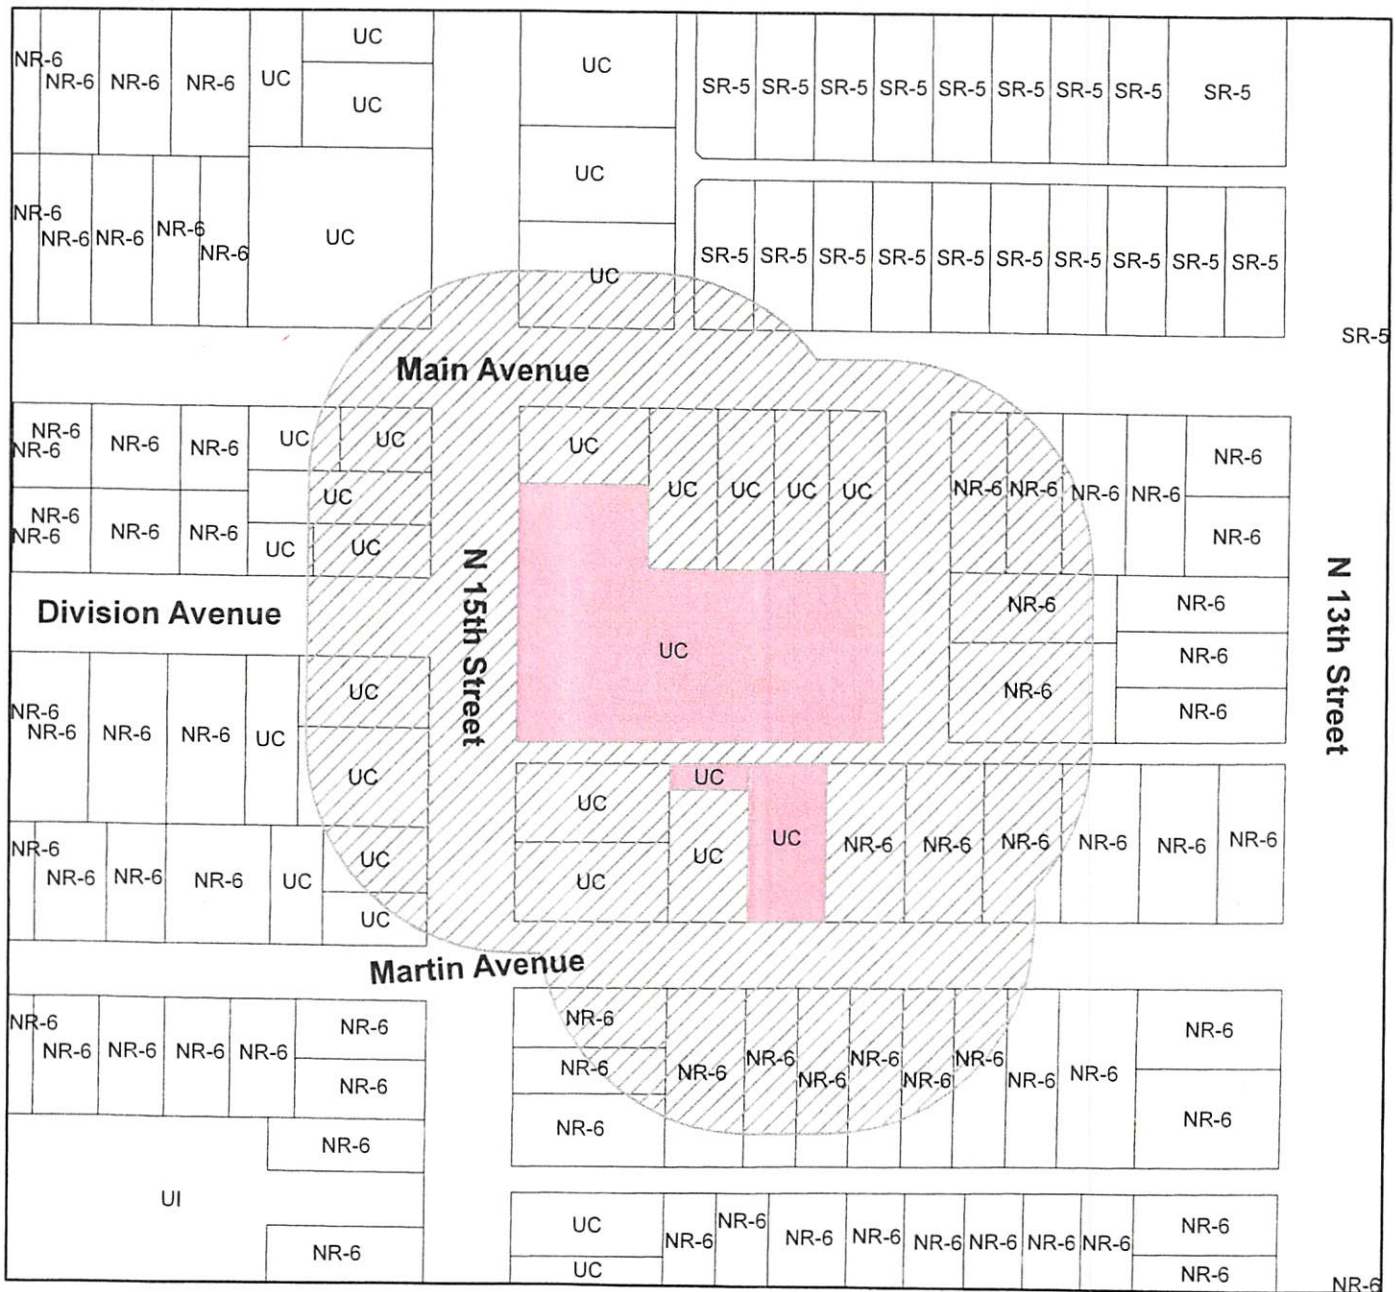 UC
NR-6 NR-6 NR-6 NR-6 UC UC UC SR-5 SR-5 SR-5 SR-5 SR-5 SR-5 SR-5 SR-5 SR-5
UC
NR-6 NR-6 NR-6 NR-6 NR-6 UC
UC SR-5 SR-5 SR-5 SR-5 SR-5 SR-5 SR-5 SR-5 SR-5 SR-5
UC
SR-5
Main Avenue
NR-6 NR-6 NR-6 NR-6 UC UC UC UC UC UC UC NR-6 NR-6 NR-6 NR-6 NR-6
UC
NR-6 NR-6 NR-6 NR-6 UC UC NR-6
Division Avenue
N 15th Street
N 13th Street
NR-6 NR-6
UC NR-6
NR-6 NR-6
NR-6 NR-6 NR-6 NR-6 UC UC
UC
UC UC UC NR-6 NR-6 NR-6 NR-6 NR-6 NR-6
UC UC
NR-6 NR-6 NR-6 NR-6 UC UC
UC
Martin Avenue
NR-6 NR-6 NR-6 NR-6 NR-6 NR-6
NR-6
NR-6
NR-6
NR-6
NR-6 NR-6 NR-6 NR-6 NR-6 NR-6 NR-6 NR-6 NR-6
NR-6
NR-6
NR-6
UI
NR-6
UC
UC
NR-6 NR-6 NR-6 NR-6 NR-6 NR-6 NR-6 NR-6
NR-6
NR-6
NR-6